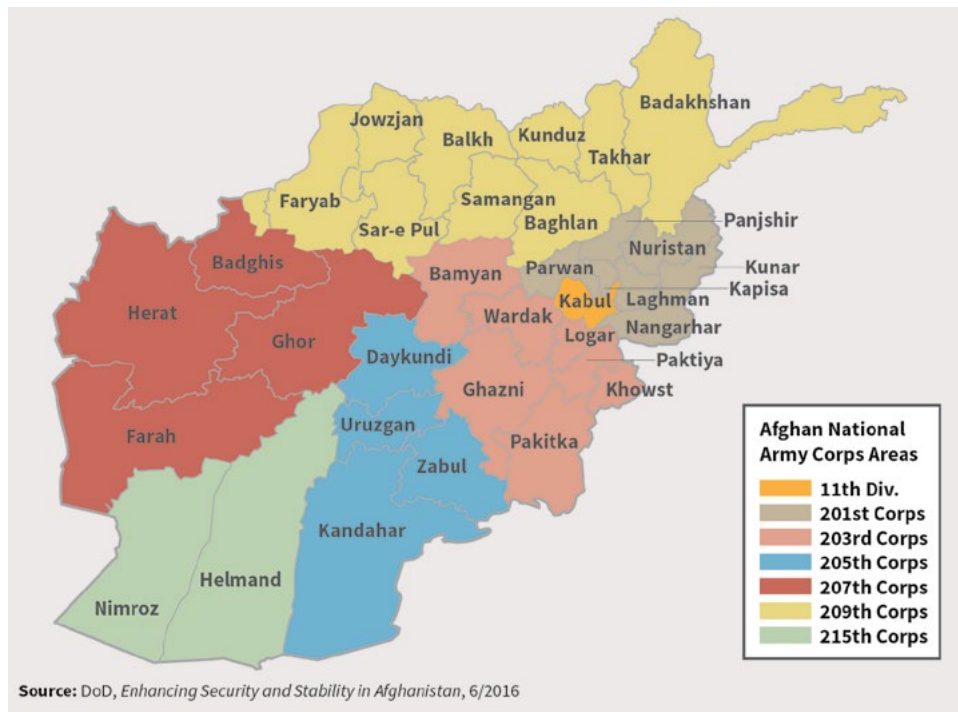 Badakhshan
Jowzjan
Balkh
Kunduz
Takhar
Faryab
Samangan
Sar-e Pul
Baghlan
Panjshir
Nuristan
Badghis
Bamyan
Parwan
Kunar
Kapisa
Herat
Kabul
Laghman
Wardak
Nangarhar
Ghor
Logar
Daykundi
Paktiya
Ghazni
Khowst
Farah
Uruzgan
Pakitka
Zabul
Kandahar
Helmand
Nimroz
Afghan National
Army Corps Areas
11th Div.
201st Corps
203rd Corps
205th Corps
207th Corps
209th Corps
215th Corps
Source: DoD, Enhancing Security and Stability in Afghanistan, 6/2016